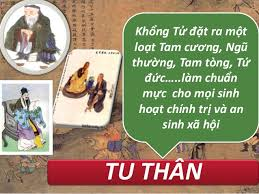 Khổng Tử đặt ra một
loạt Tam cương, Ngũ
thường, Tam tòng, Tứ
đức.....làm chuẩn
mực cho mọi sinh
hoạt chính trị và an
sinh xã hội
TU THÂN